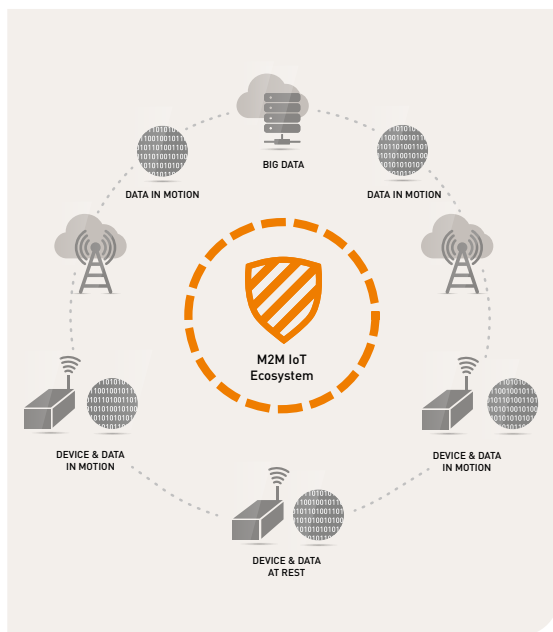 BIG DATA
DATA IN MOTION
DATA IN MOTION
M2M IoT
Ecosystem
DEVICE & DATA
IN MOTION
DEVICE & DATA
IN MOTION
DEVICE & DATA
AT REST